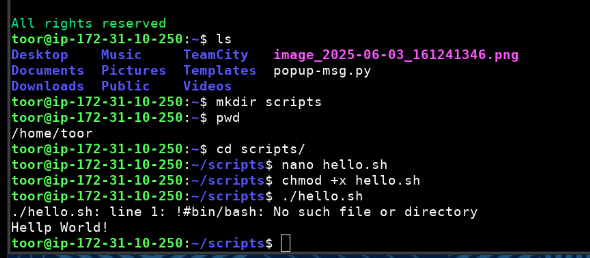 All rights reserved
toor@ip-172-31-10-250:~$ ls
Desktop    Music     TeamCity   image_2025-06-03_161241346.png
Documents  Pictures  Templates  popup-msg.py
Downloads  Public    Videos
toor@ip-172-31-10-250:~$ mkdir scripts
toor@ip-172-31-10-250:~$ pwd
/home/toor
toor@ip-172-31-10-250:~$ cd scripts/
toor@ip-172-31-10-250:~/scripts$ nano hello.sh
toor@ip-172-31-10-250:~/scripts$ chmod +x hello.sh
toor@ip-172-31-10-250:~/scripts$ ./hello.sh
./hello.sh: line 1: !#bin/bash: No such file or directory
Hellp World!
toor@ip-172-31-10-250:~/scripts$